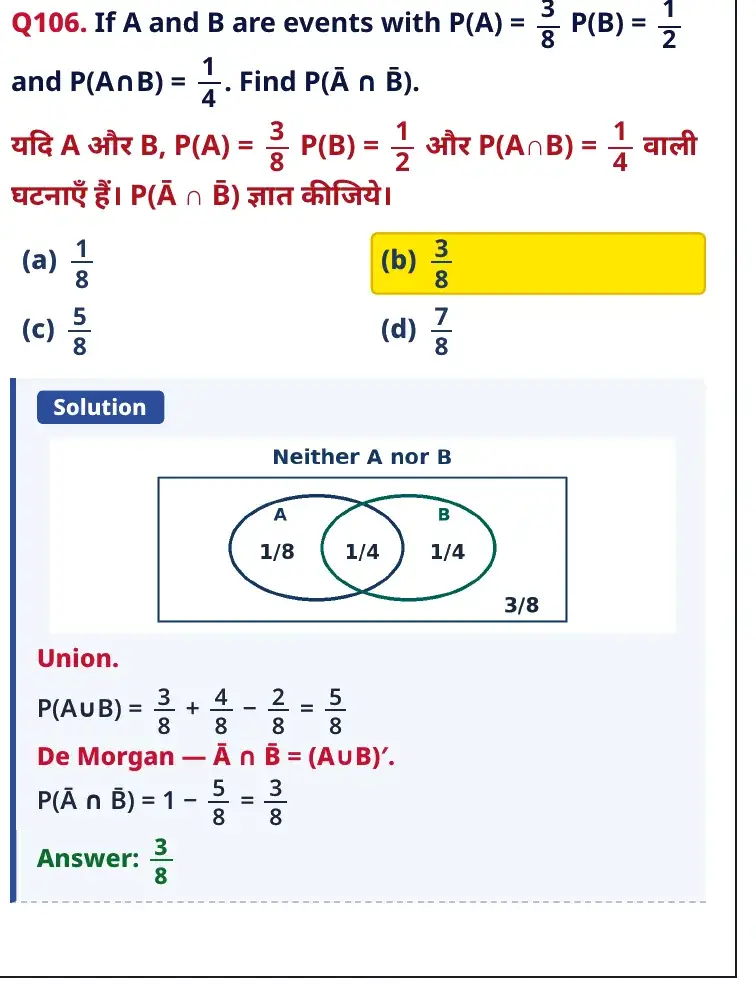 Q106. If A and B are events with P(A) = 3/8 P(B) = 1/2
and P(A∩B) = 1/4. Find P(Ā ∩ B̄).
यदि A और B, P(A) = 3/8 P(B) = 1/2 और P(A∩B) = 1/4 वाली
घटनाएँ हैं। P(Ā ∩ B̄) ज्ञात कीजिये।
(a) 1/8 (b) 3/8
(c) 5/8 (d) 7/8
Solution
Neither A nor B
A B
1/8 1/4 1/4
3/8
Union.
P(A∪B) = 3/8 + 4/8 − 2/8 = 5/8
De Morgan — Ā ∩ B̄ = (A∪B)′.
P(Ā ∩ B̄) = 1 − 5/8 = 3/8
Answer: 3/8